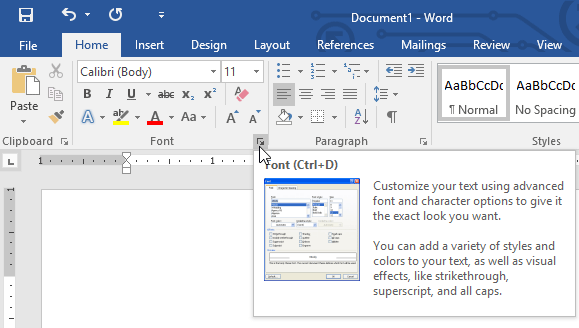 Document1 - Word
File Home Insert Design Layout References Mailings Review View
Calibri (Body) 11
Paste
B I U abc X₂ X²
A A Aa A A
Clipboard Font Paragraph Styles
AaBbCcDc AaBbCcDc
¶ Normal No Spacing
1 1
Font (Ctrl+D)
Customize your text using advanced
font and character options to give it
the exact look you want.
You can add a variety of styles and
colors to your text, as well as visual
effects, like strikethrough,
superscript, and all caps.